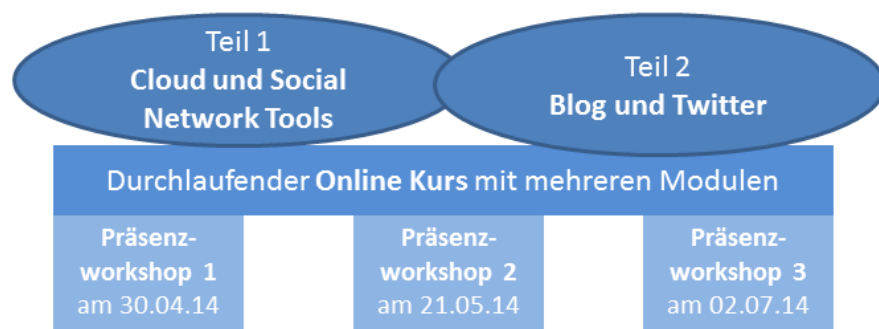 Teil 1
Cloud und Social
Network Tools
Teil 2
Blog und Twitter
Durchlaufender Online Kurs mit mehreren Modulen
Präsenz-
workshop 1
am 30.04.14
Präsenz-
workshop 2
am 21.05.14
Präsenz-
workshop 3
am 02.07.14